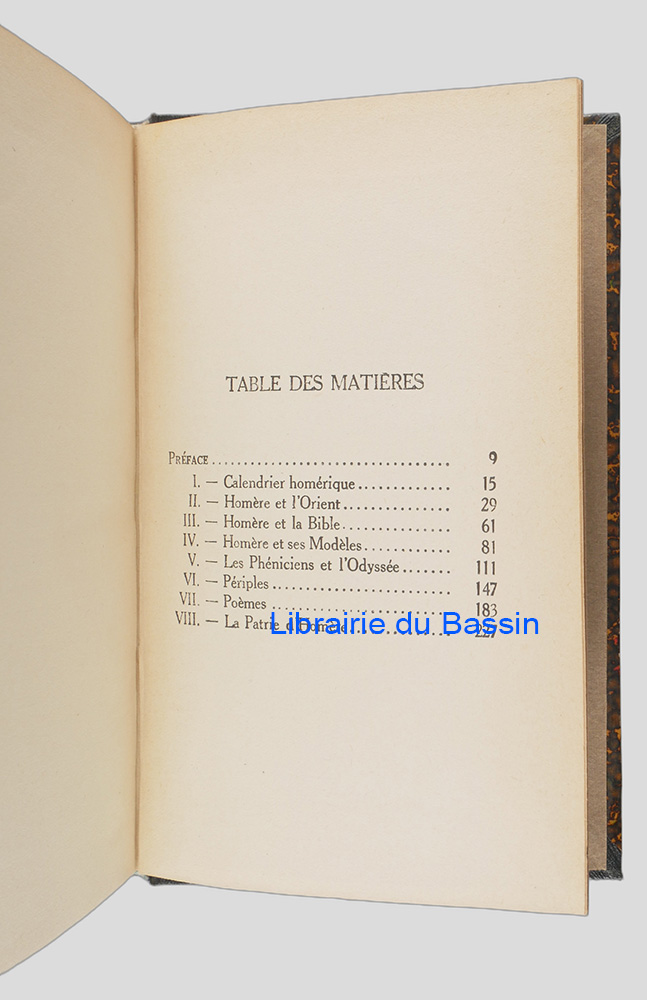 TABLE DES MATIÈRES
PRÉFACE .................................. 9
I. — Calendrier homérique ............. 15
II. — Homère et l'Orient ............... 29
III. — Homère et la Bible ............... 61
IV. — Homère et ses Modèles ............ 81
V. — Les Phéniciens et l'Odyssée ........ 111
VI. — Périples ......................... 147
VII. — Poèmes .......................... 183
VIII. — La Patrie d'Homère ............... 227
Librairie du Bassin